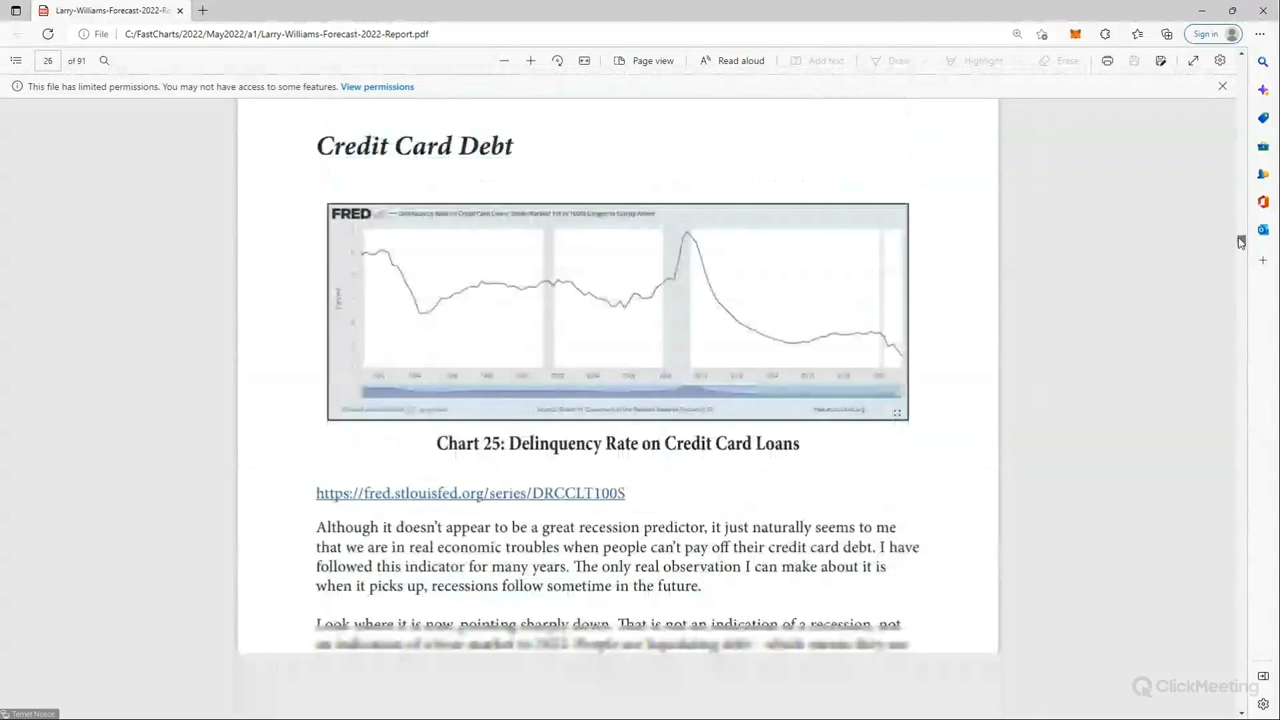 Larry-Williams-Forecast-2022-Re
File
C:/FastCharts/2022/May2022/a1/Larry-Williams-Forecast-2022-Report.pdf
Sign in
26 of 91
Page view
Read aloud
Add text
Draw
Highlight
Erase
This file has limited permissions. You may not have access to some features. View permissions
Credit Card Debt
FRED
Chart 25: Delinquency Rate on Credit Card Loans
https://fred.stlouisfed.org/series/DRCCLT100S
Although it doesn't appear to be a great recession predictor, it just naturally seems to me
that we are in real economic troubles when people can't pay off their credit card debt. I have
followed this indicator for many years. The only real observation I can make about it is
when it picks up, recessions follow sometime in the future.
Look where it is now, pointing sharply down. That is not an indication of a recession, not
ClickMeeting
Temet Nosce